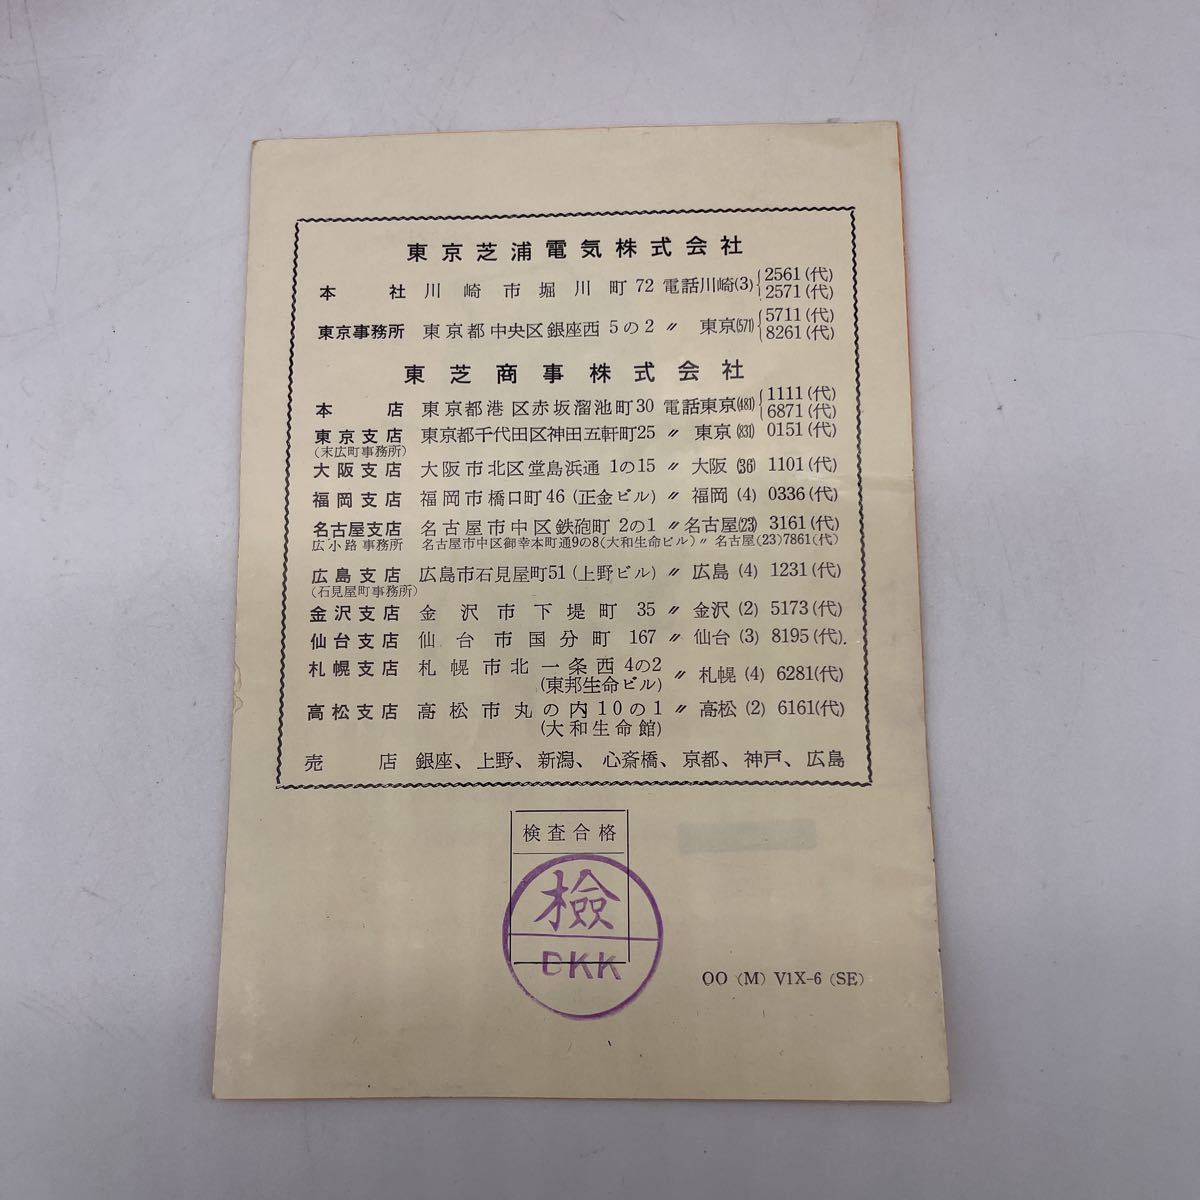 東京芝浦電気株式会社
本社 川崎市堀川町72 電話川崎(3) 2561(代) 2571(代)
東京事務所 東京都中央区銀座西5の2 〃 東京(571) 5711(代) 8261(代)
東芝商事株式会社
本店 東京都港区赤坂溜池町30 電話東京(481) 1111(代) 6871(代)
東京支店 東京都千代田区神田五軒町25 〃 東京(831) 0151(代)
(末広町事務所)
大阪支店 大阪市北区堂島浜通1の15 〃 大阪(36) 1101(代)
福岡支店 福岡市橋口町46(正金ビル) 〃 福岡(4) 0336(代)
名古屋支店 名古屋市中区鉄砲町2の1 〃 名古屋(23) 3161(代)
広小路事務所 名古屋市中区御幸本町通9の8(大和生命ビル) 〃 名古屋(23)7861(代)
広島支店 広島市石見屋町51(上野ビル) 〃 広島(4) 1231(代)
(石見屋町事務所)
金沢支店 金沢市下堤町35 〃 金沢(2) 5173(代)
仙台支店 仙台市国分町167 〃 仙台(3) 8195(代).
札幌支店 札幌市北一条西4の2 〃 札幌(4) 6281(代)
(東邦生命ビル)
高松支店 高松市丸の内10の1 〃 高松(2) 6161(代)
(大和生命館)
売店 銀座、上野、新潟、心斎橋、京都、神戸、広島
検査合格
検
DKK
OO (M) V1X-6 (SE)